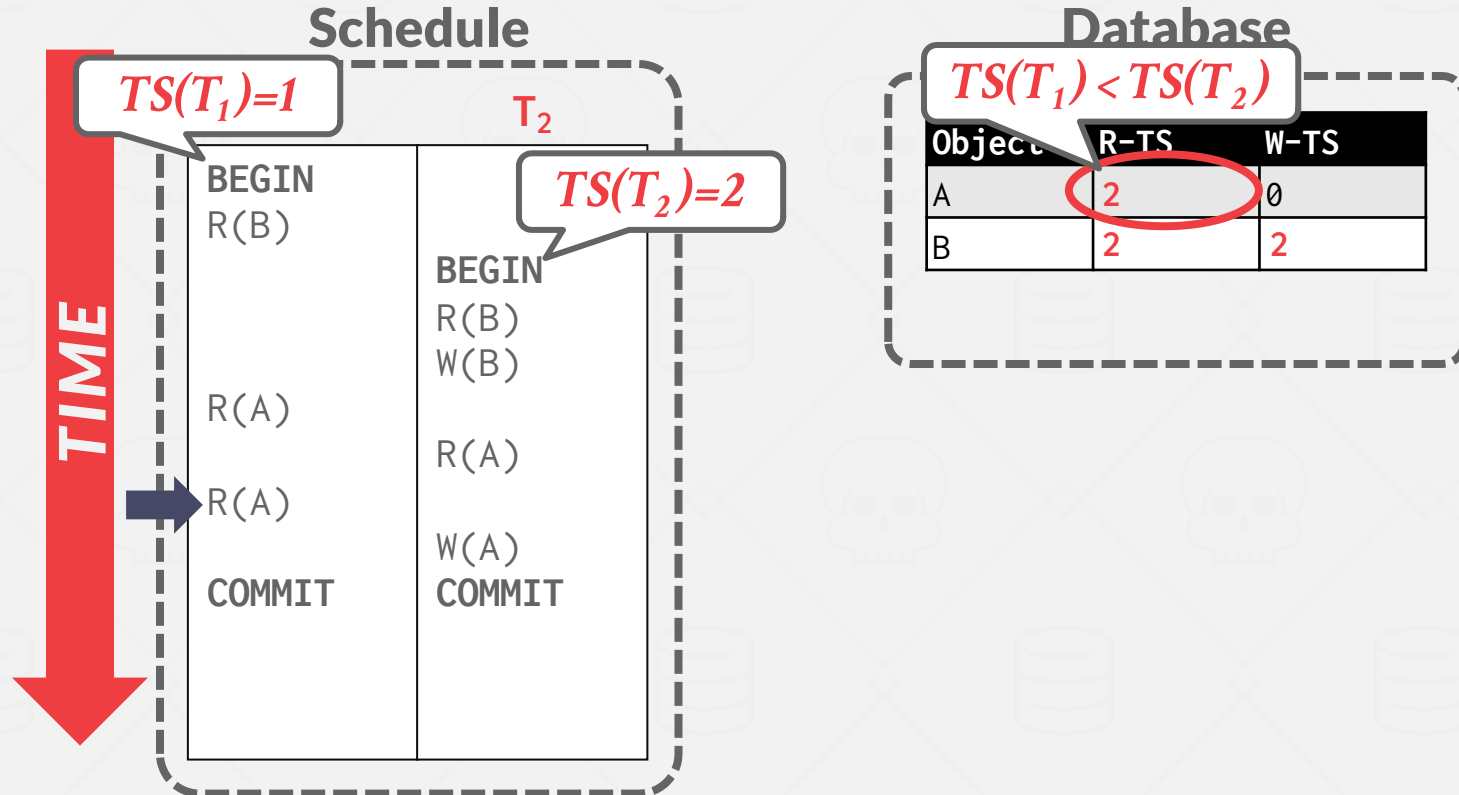 Schedule
Database
TS(T1)=1
TS(T1) < TS(T2)
T2
Object R-TS W-TS
BEGIN
TS(T2)=2
A 2 0
R(B)
B 2 2
BEGIN
R(B)
W(B)
TIME
R(A)
R(A)
R(A)
W(A)
COMMIT COMMIT